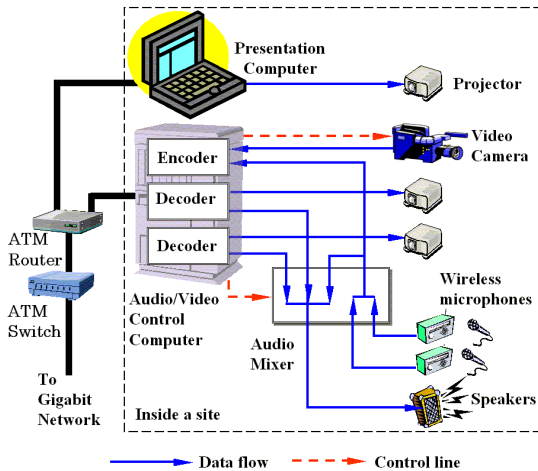 Presentation
Computer
Projector
Video
Camera
Encoder
Decoder
Decoder
ATM
Router
ATM
Switch
Audio/Video
Control
Computer
Audio
Mixer
Wireless
microphones
Speakers
To
Gigabit
Network
Inside a site
Data flow
Control line